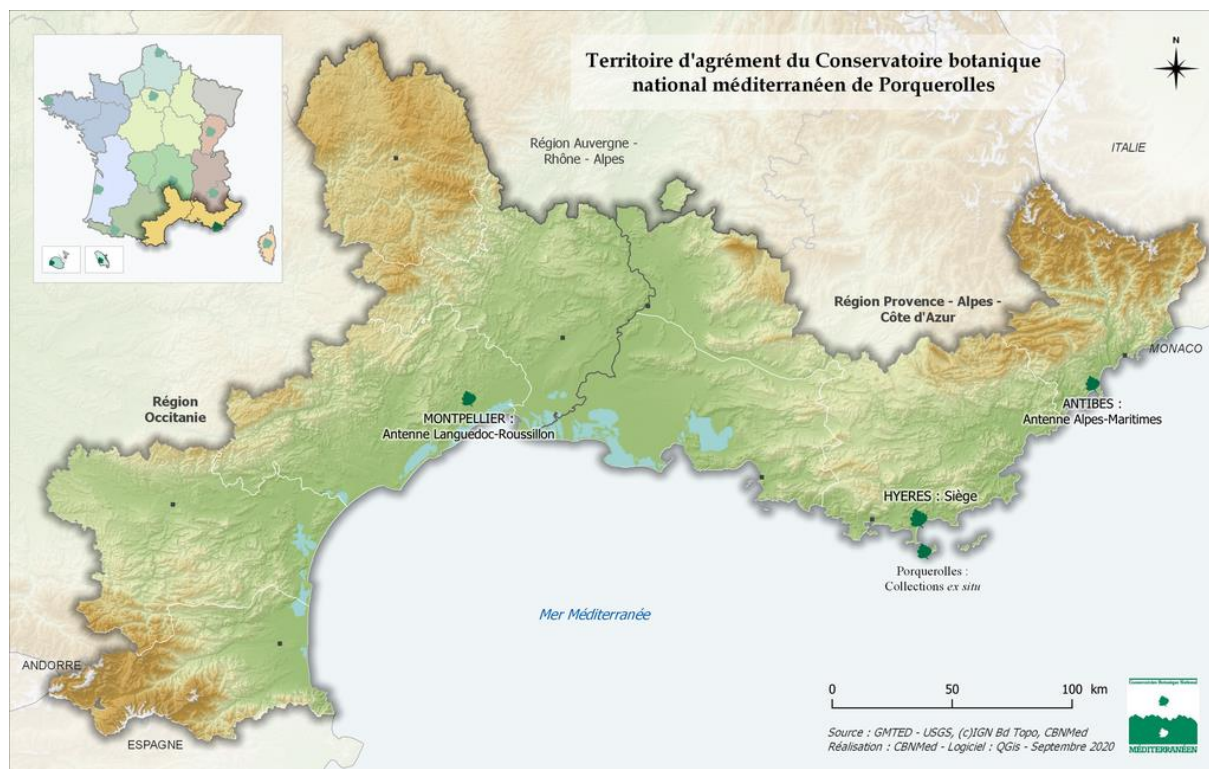 Territoire d'agrément du Conservatoire botanique
national méditerranéen de Porquerolles
N
Région Auvergne -
Rhône - Alpes
ITALIE
Région Provence - Alpes -
Côte d'Azur
MONACO
Région
Occitanie
MONTPELLIER :
Antenne Languedoc-Roussillon
ANTIBES :
Antenne Alpes-Maritimes
HYERES : Siège
Porquerolles :
Collections ex situ
Mer Méditerranée
ANDORRE
ESPAGNE
0 50 100 km
Source : GMTED - USGS, (c)IGN Bd Topo, CBNMed
Réalisation : CBNMed - Logiciel : QGis - Septembre 2020
Conservatoire Botanique National
MÉDITERRANÉEN